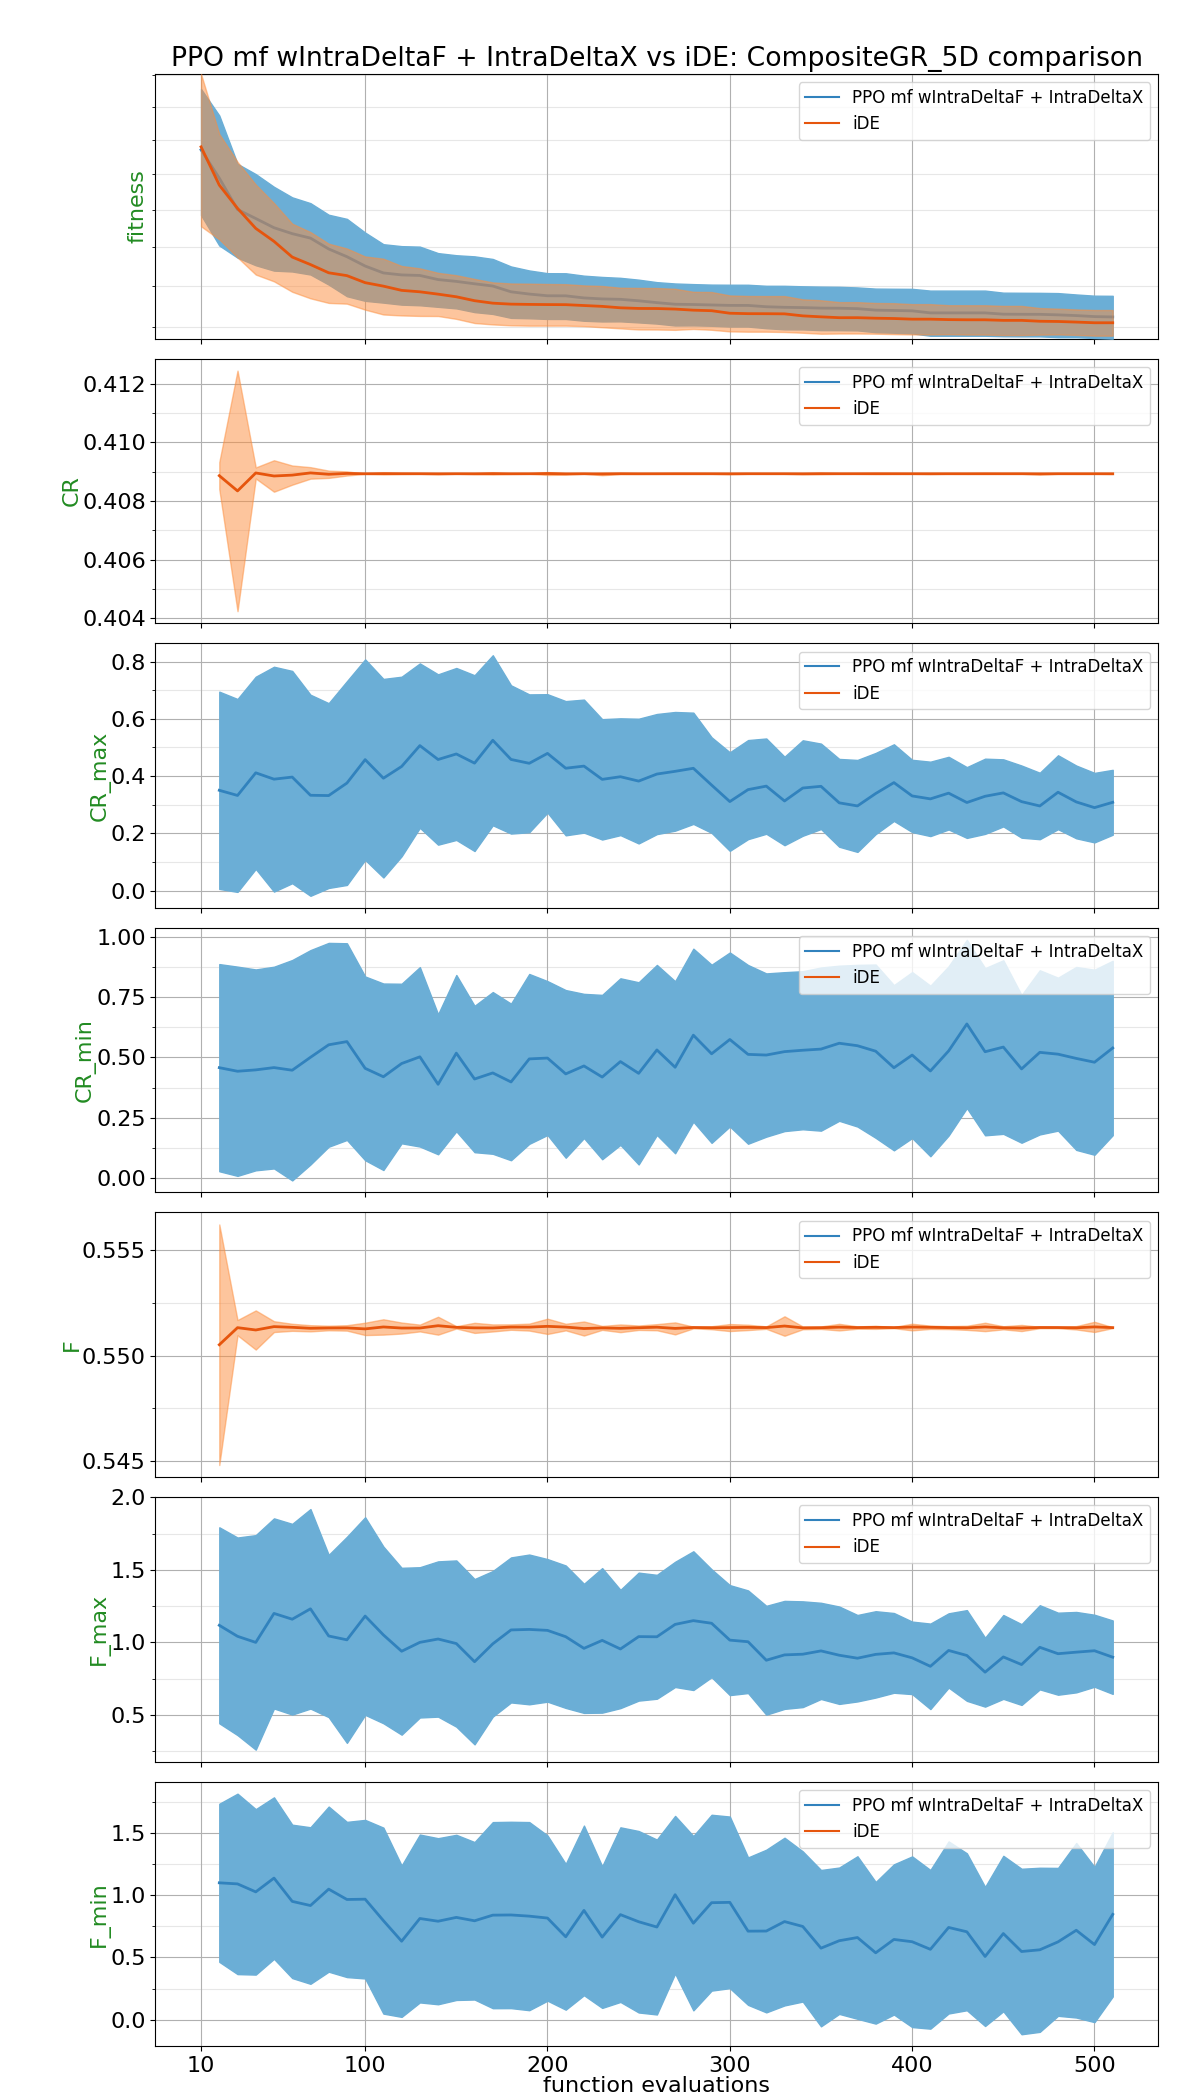 PPO mf wIntraDeltaF + IntraDeltaX vs iDE: CompositeGR_5D comparison
fitness
PPO mf wIntraDeltaF + IntraDeltaX
iDE
CR
0.412
0.410
0.408
0.406
0.404
PPO mf wIntraDeltaF + IntraDeltaX
iDE
CR_max
0.8
0.6
0.4
0.2
0.0
PPO mf wIntraDeltaF + IntraDeltaX
iDE
CR_min
1.00
0.75
0.50
0.25
0.00
PPO mf wIntraDeltaF + IntraDeltaX
iDE
F
0.555
0.550
0.545
PPO mf wIntraDeltaF + IntraDeltaX
iDE
F_max
2.0
1.5
1.0
0.5
PPO mf wIntraDeltaF + IntraDeltaX
iDE
F_min
1.5
1.0
0.5
0.0
PPO mf wIntraDeltaF + IntraDeltaX
iDE
10 100 200 300 400 500
function evaluations